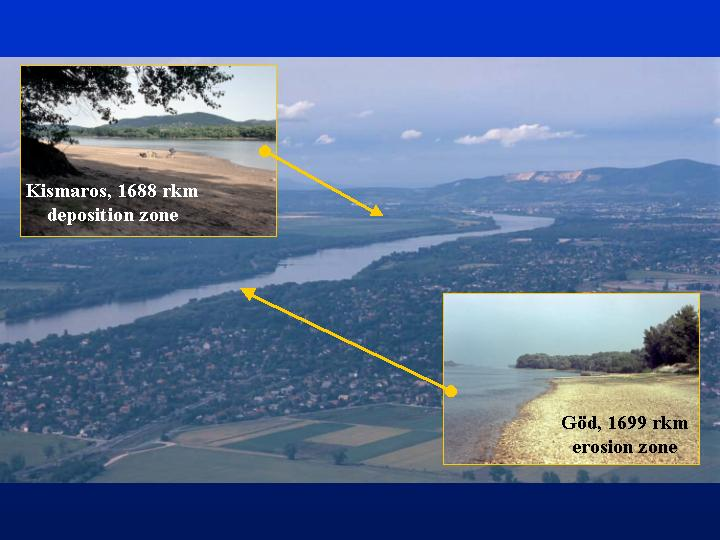 Kismaros, 1688 rkm
deposition zone
Göd, 1699 rkm
erosion zone